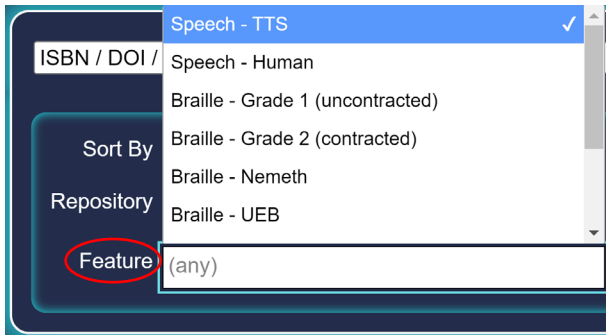 Speech - TTS ✓
ISBN / DOI /
Speech - Human
Braille - Grade 1 (uncontracted)
Braille - Grade 2 (contracted)
Sort By
Braille - Nemeth
Repository
Braille - UEB
Feature
(any)